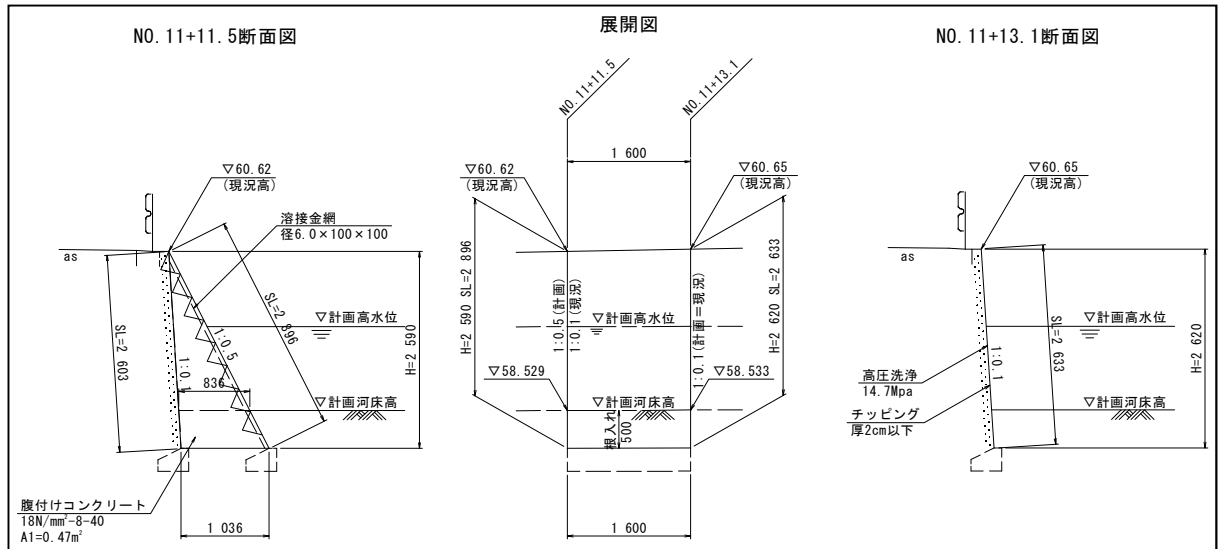 NO.11+11.5断面図
▽60.62
(現況高)
溶接金網
径6.0×100×100
as
SL=2 603
1:0.1
1:0.5
SL=2 896
836
▽計画高水位
▽計画河床高
H=2 590
腹付けコンクリート
18N/mm²-8-40
A1=0.47m²
1 036
展開図
NO.11+11.5
NO.11+13.1
1 600
▽60.62
(現況高)
▽60.65
(現況高)
H=2 590 SL=2 896
1:0.5(計画)
1:0.1(現況)
▽計画高水位
1:0.1(計画=現況)
H=2 620 SL=2 633
▽58.529
▽58.533
▽計画河床高
根入れ
500
1 600
NO.11+13.1断面図
▽60.65
(現況高)
as
▽計画高水位
SL=2 633
1:0.1
H=2 620
高圧洗浄
14.7Mpa
チッピング
厚2cm以下
▽計画河床高